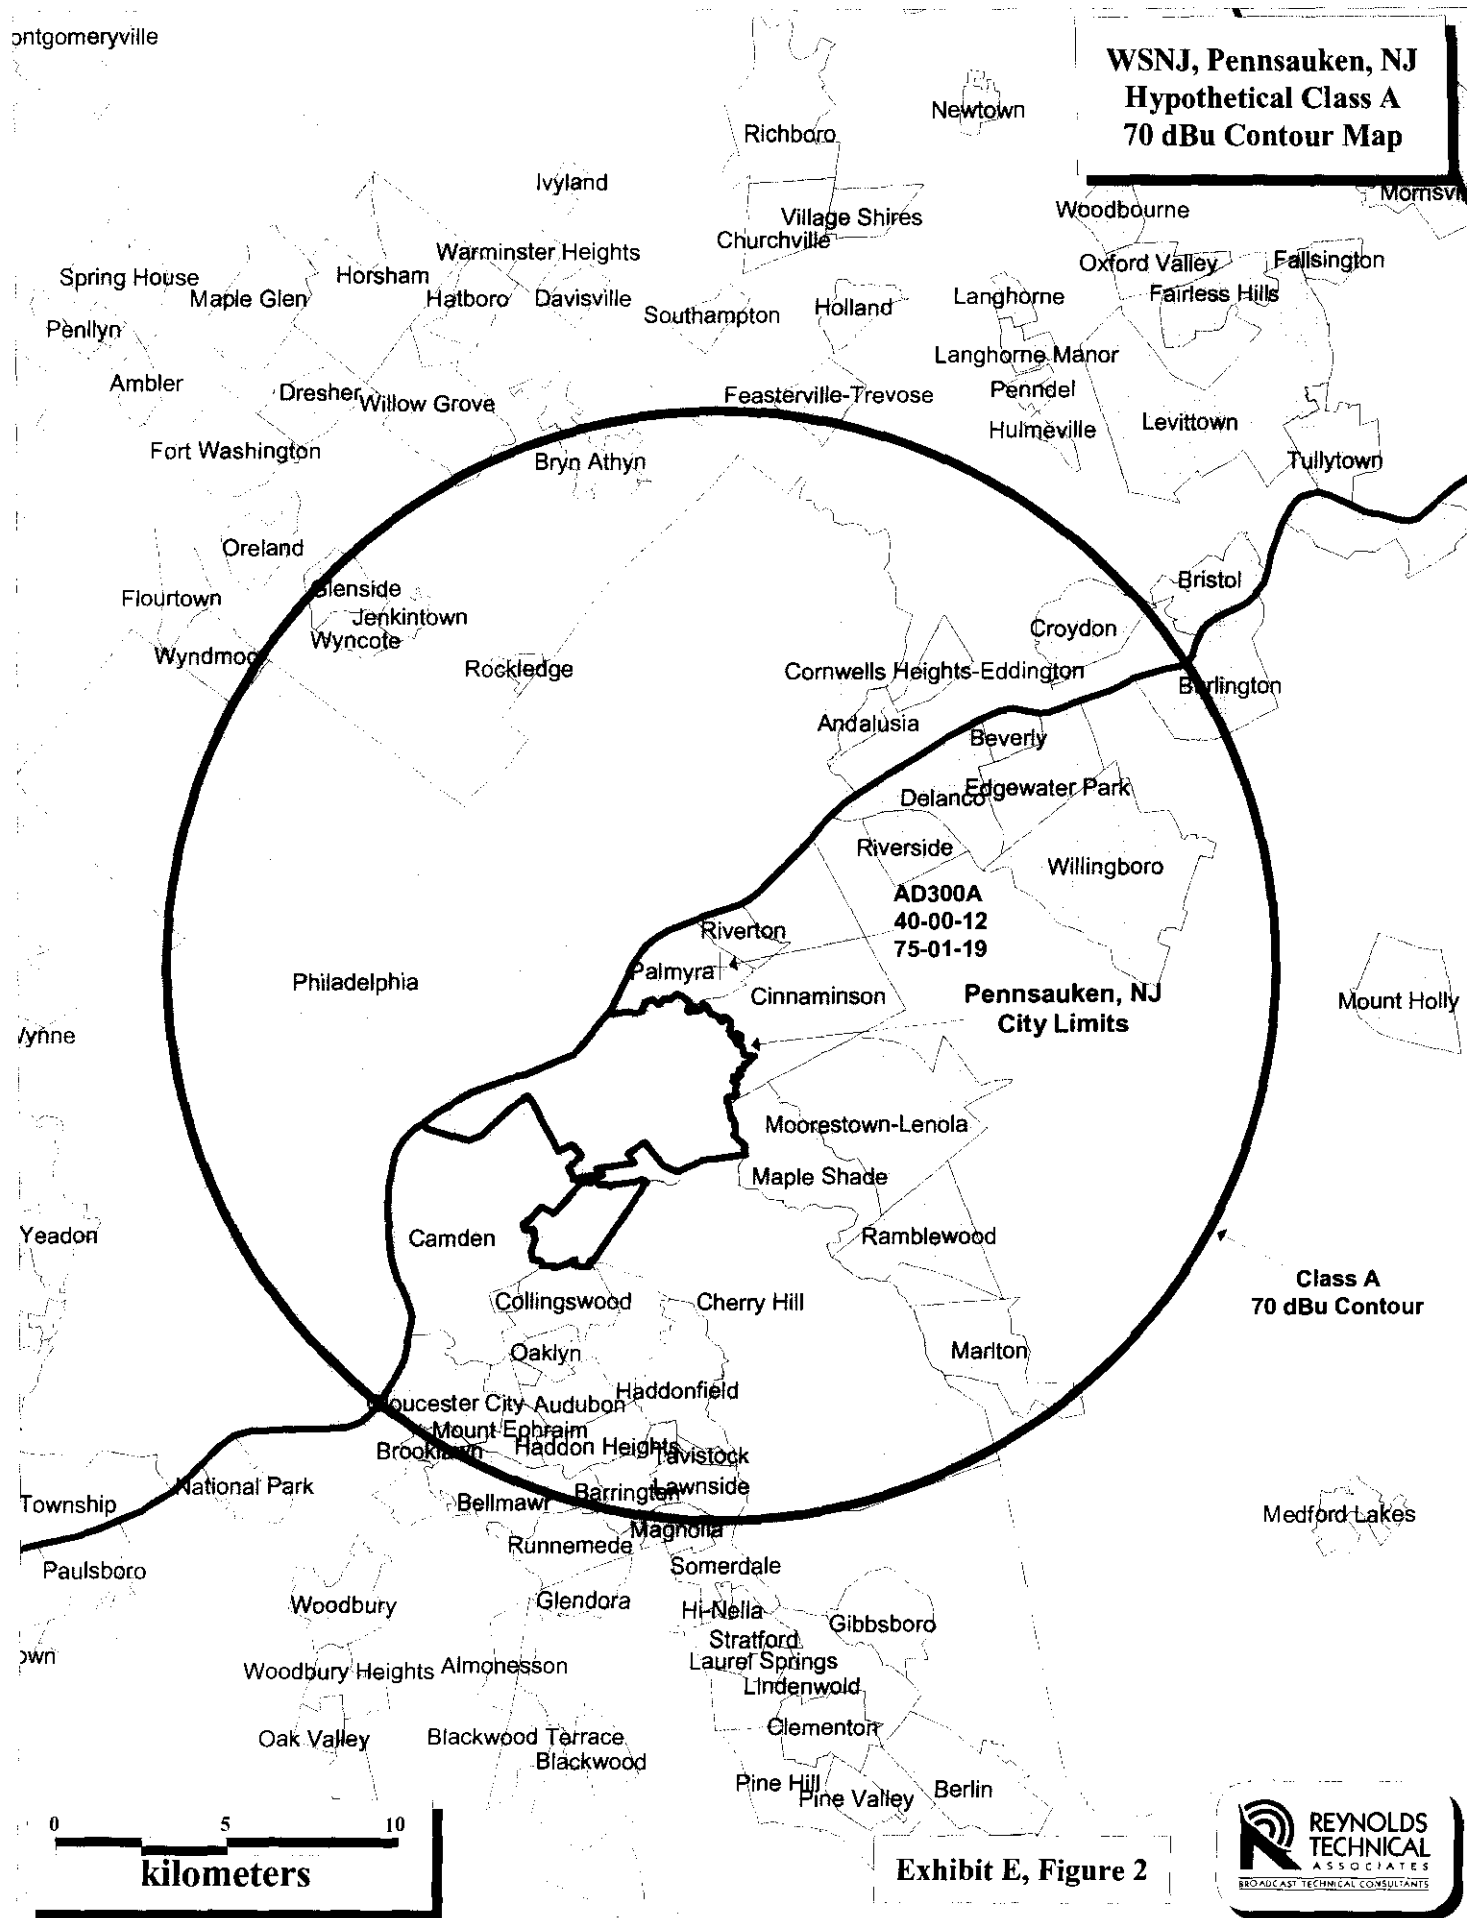 ontgomeryville
WSNJ, Pennsauken, NJ
Hypothetical Class A
70 dBu Contour Map
Newtown
Richboro
Ivyland
Morrisvi
Woodbourne
Village Shires
Churchville
Warminster Heights
Spring House
Maple Glen
Horsham
Hatboro
Davisville
Southampton
Holland
Langhorne
Oxford Valley
Fallsington
Fairless Hills
Penllyn
Langhorne Manor
Ambler
Dresher
Willow Grove
Feasterville-Trevose
Penndel
Hulmeville
Levittown
Fort Washington
Bryn Athyn
Tullytown
Oreland
Glenside
Flourtown
Jenkintown
Wyncote
Bristol
Croydon
Wyndmoo
Rockledge
Cornwells Heights-Eddington
Burlington
Andalusia
Beverly
Delanco
Edgewater Park
Riverside
Willingboro
AD300A
40-00-12
75-01-19
Riverton
Palmyra
Philadelphia
Cinnaminson
Pennsauken, NJ
City Limits
Mount Holly
Wynne
Moorestown-Lenola
Maple Shade
Yeadon
Camden
Ramblewood
Class A
70 dBu Contour
Collingswood
Cherry Hill
Oaklyn
Marlton
Haddonfield
Gloucester City
Audubon
Mount Ephraim
Brooklawn
Haddon Heights
Tavistock
National Park
Township
Bellmawr
Barrington
Lawnside
Medford Lakes
Magnolia
Runnemede
Somerdale
Paulsboro
Woodbury
Glendora
Hi-Nella
Gibbsboro
Stratford
own
Woodbury Heights
Almonesson
Laurel Springs
Lindenwold
Oak Valley
Blackwood Terrace
Blackwood
Clementon
Pine Hill
Pine Valley
Berlin
0 5 10
kilometers
Exhibit E, Figure 2
REYNOLDS
TECHNICAL
ASSOCIATES
BROADCAST TECHNICAL CONSULTANTS